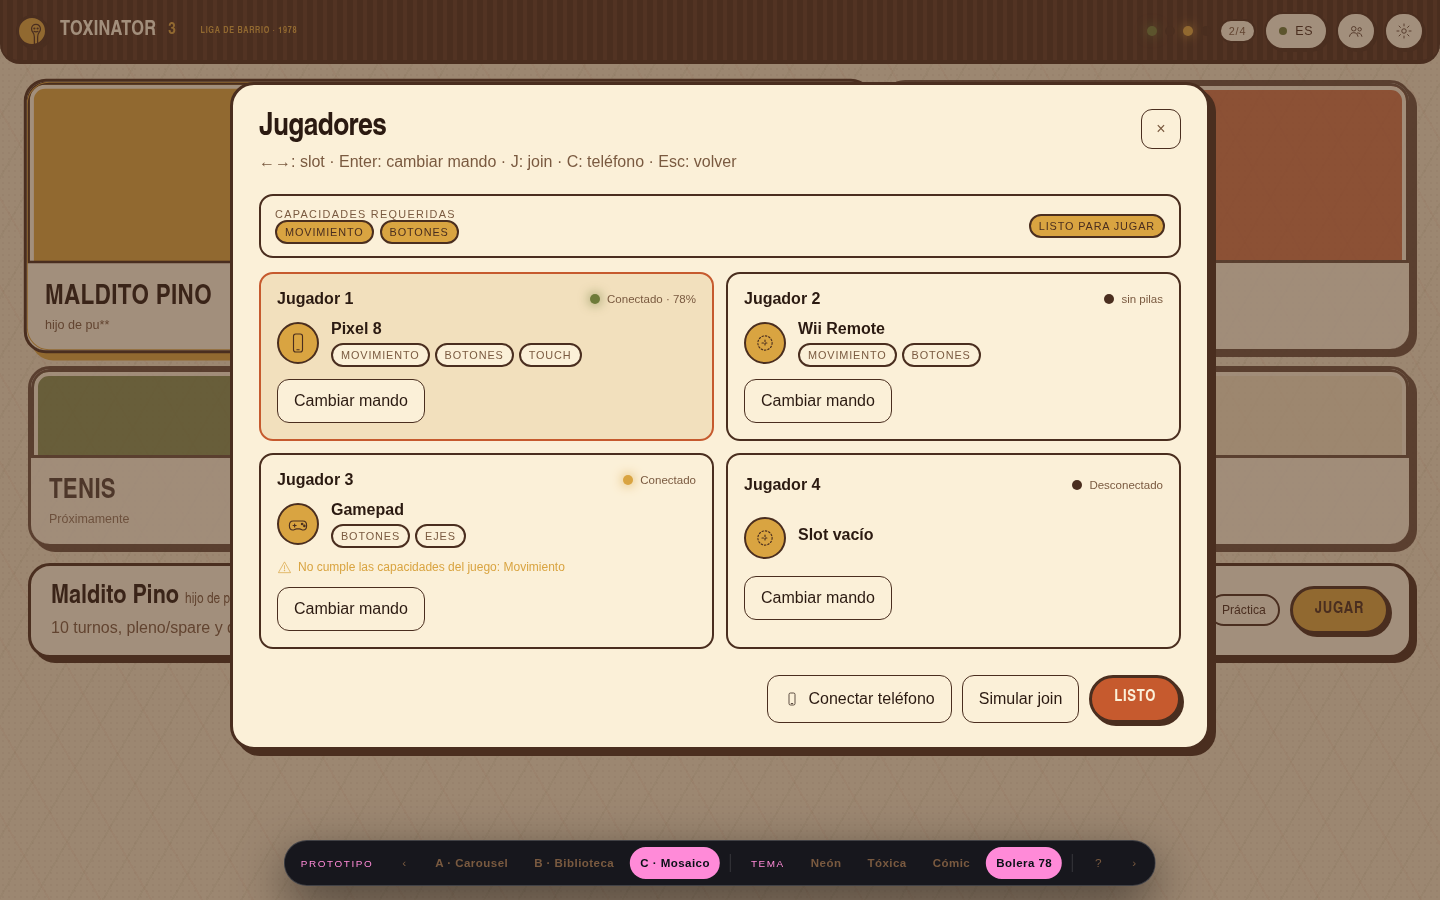 TOXINATOR 3 LIGA DE BARRIO · 1978
2/4 ES
Jugadores
×
←→: slot · Enter: cambiar mando · J: join · C: teléfono · Esc: volver
CAPACIDADES REQUERIDAS
MOVIMIENTO BOTONES
LISTO PARA JUGAR
Jugador 1
Conectado · 78%
Pixel 8
MOVIMIENTO BOTONES TOUCH
Cambiar mando
Jugador 2
sin pilas
Wii Remote
MOVIMIENTO BOTONES
Cambiar mando
Jugador 3
Conectado
Gamepad
BOTONES EJES
No cumple las capacidades del juego: Movimiento
Cambiar mando
Jugador 4
Desconectado
Slot vacío
Cambiar mando
Conectar teléfono
Simular join
LISTO
MALDITO PINO
hijo de pu**
TENIS
Próximamente
Maldito Pino hijo de p
10 turnos, pleno/spare y
Práctica
JUGAR
PROTOTIPO ‹ A · Carousel B · Biblioteca C · Mosaico TEMA Neón Tóxica Cómic Bolera 78 ? ›